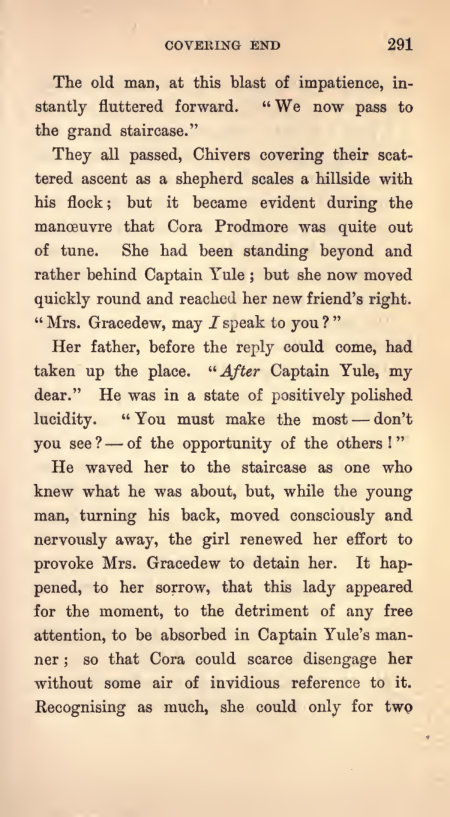 COVERING END 291
The old man, at this blast of impatience, in-
stantly fluttered forward. “We now pass to
the grand staircase.”
They all passed, Chivers covering their scat-
tered ascent as a shepherd scales a hillside with
his flock; but it became evident during the
manœuvre that Cora Prodmore was quite out
of tune. She had been standing beyond and
rather behind Captain Yule; but she now moved
quickly round and reached her new friend’s right.
“Mrs. Gracedew, may I speak to you?”
Her father, before the reply could come, had
taken up the place. “After Captain Yule, my
dear.” He was in a state of positively polished
lucidity. “You must make the most — don’t
you see? — of the opportunity of the others!”
He waved her to the staircase as one who
knew what he was about, but, while the young
man, turning his back, moved consciously and
nervously away, the girl renewed her effort to
provoke Mrs. Gracedew to detain her. It hap-
pened, to her sorrow, that this lady appeared
for the moment, to the detriment of any free
attention, to be absorbed in Captain Yule’s man-
ner; so that Cora could scarce disengage her
without some air of invidious reference to it.
Recognising as much, she could only for two